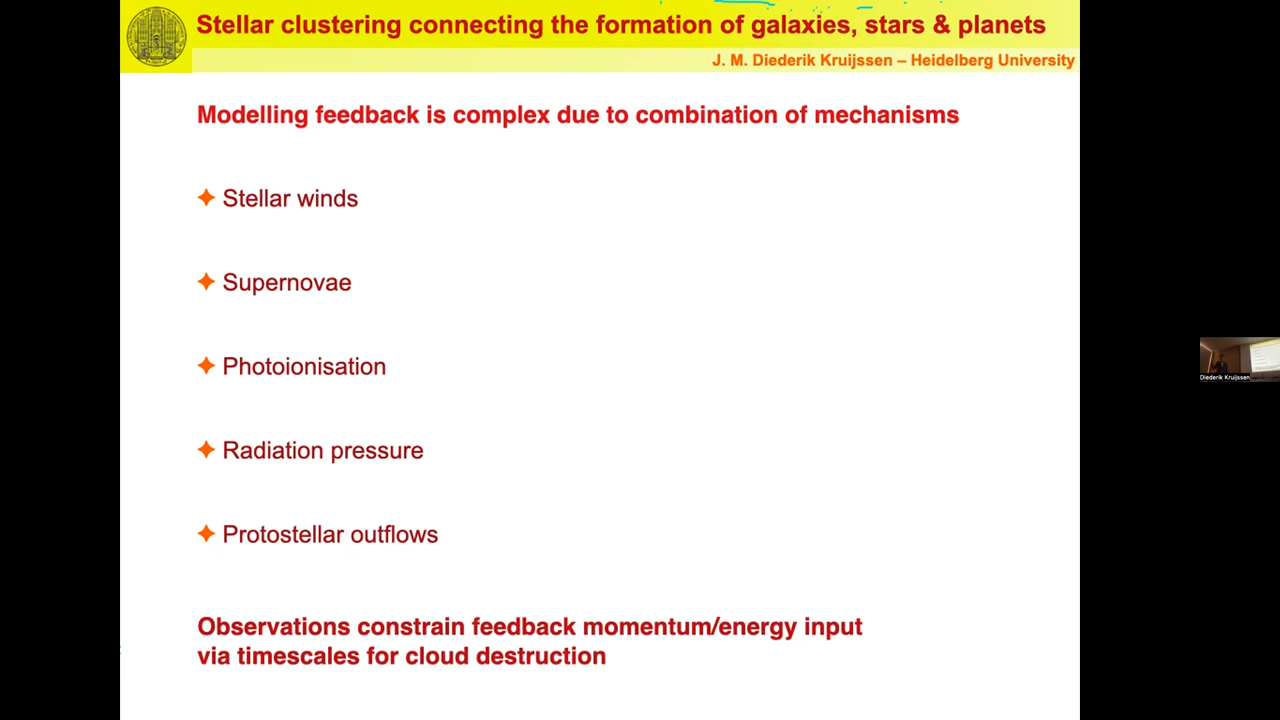 Stellar clustering connecting the formation of galaxies, stars & planets
J. M. Diederik Kruijssen – Heidelberg University
Modelling feedback is complex due to combination of mechanisms
Stellar winds
Supernovae
Photoionisation
Radiation pressure
Protostellar outflows
Observations constrain feedback momentum/energy input
via timescales for cloud destruction
Diederik Kruijssen